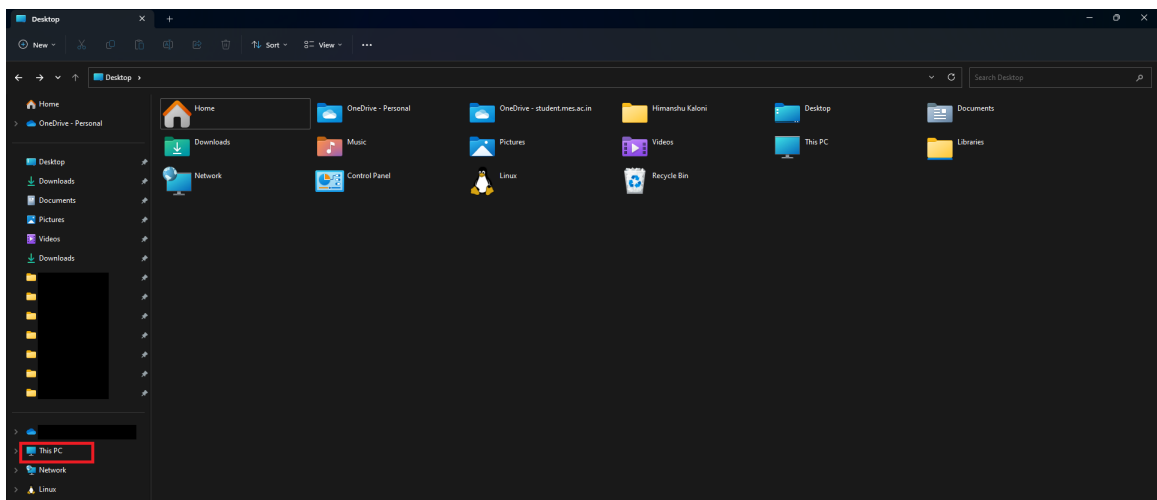 Desktop
New
Sort
View
Desktop
Search Desktop
Home
OneDrive - Personal
Desktop
Downloads
Documents
Pictures
Videos
Downloads
This PC
Network
Linux
Home
OneDrive - Personal
OneDrive - student.mes.ac.in
Himanshu Kaloni
Desktop
Documents
Downloads
Music
Pictures
Videos
This PC
Libraries
Network
Control Panel
Linux
Recycle Bin